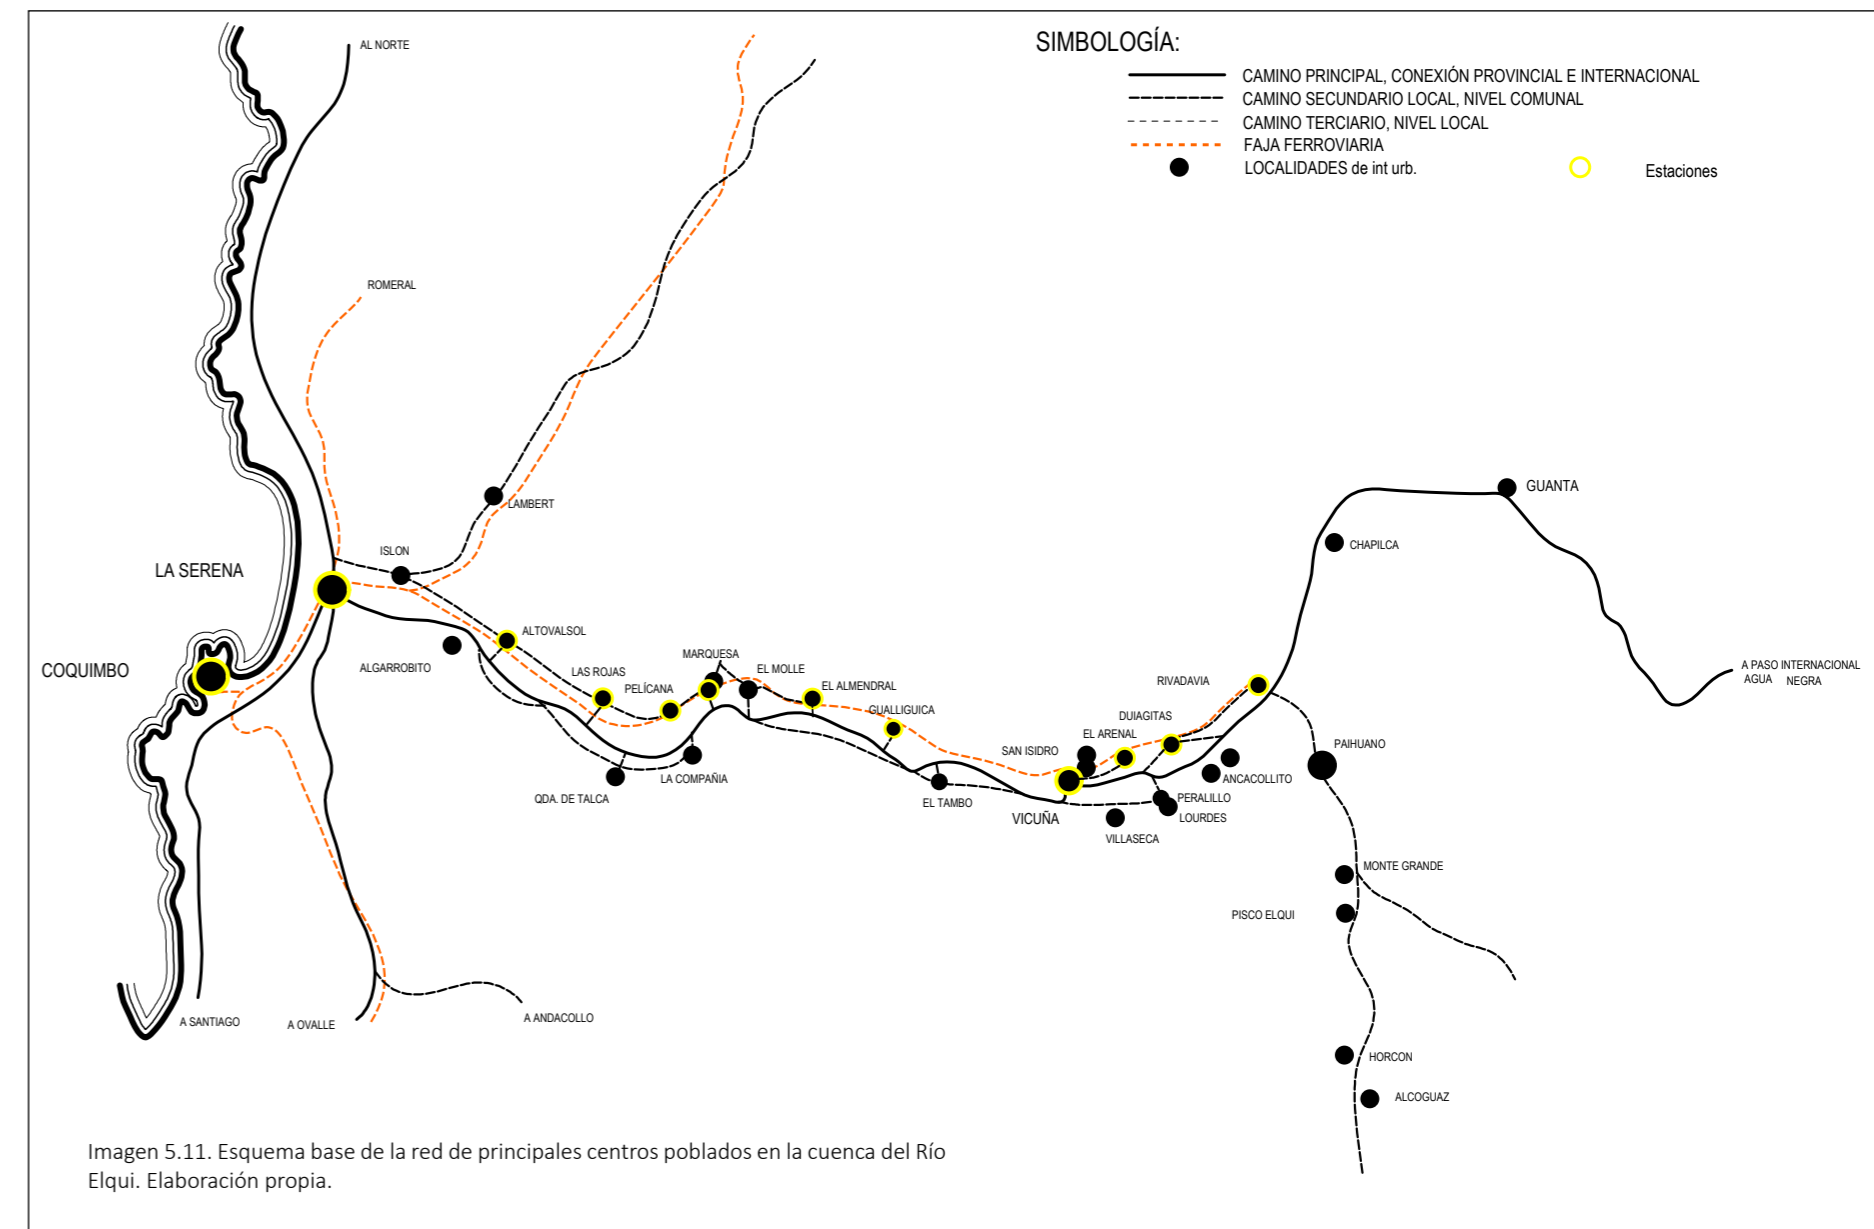 SIMBOLOGÍA:
CAMINO PRINCIPAL, CONEXIÓN PROVINCIAL E INTERNACIONAL
CAMINO SECUNDARIO LOCAL, NIVEL COMUNAL
CAMINO TERCIARIO, NIVEL LOCAL
FAJA FERROVIARIA
LOCALIDADES de int urb.
Estaciones
AL NORTE
ROMERAL
LAMBERT
ISLON
LA SERENA
COQUIMBO
ALGARROBITO
ALTOVALSOL
LAS ROJAS
PELÍCANA
MARQUESA
EL MOLLE
EL ALMENDRAL
GUALLIGUICA
QDA. DE TALCA
LA COMPAÑIA
EL TAMBO
SAN ISIDRO
VICUÑA
EL ARENAL
DUIAGITAS
RIVADAVIA
ANCACOLLITO
PERALILLO
LOURDES
VILLASECA
PAIHUANO
CHAPILCA
GUANTA
A PASO INTERNACIONAL
AGUA NEGRA
MONTE GRANDE
PISCO ELQUI
HORCON
ALCOGUAZ
A SANTIAGO
A OVALLE
A ANDACOLLO
Imagen 5.11. Esquema base de la red de principales centros poblados en la cuenca del Río
Elqui. Elaboración propia.